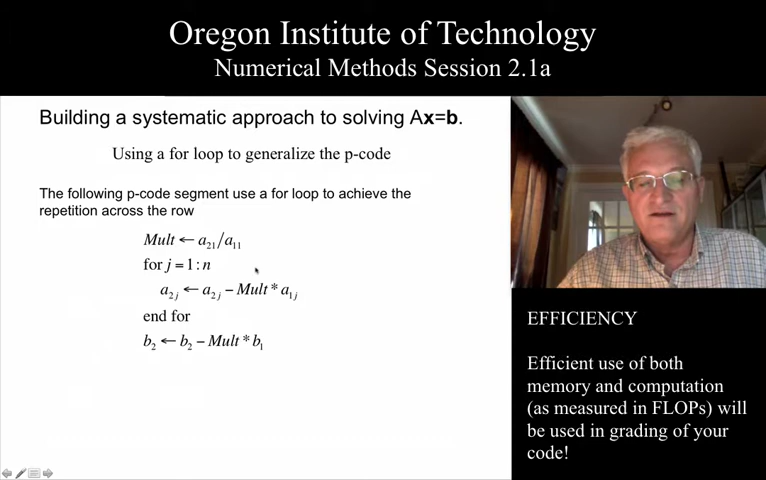 Oregon Institute of Technology
Numerical Methods Session 2.1a
Building a systematic approach to solving Ax=b.
Using a for loop to generalize the p-code
The following p-code segment use a for loop to achieve the
repetition across the row
Mult ← a₂₁/a₁₁
for j = 1 : n
a₂ⱼ ← a₂ⱼ − Mult * a₁ⱼ
end for
b₂ ← b₂ − Mult * b₁
EFFICIENCY
Efficient use of both
memory and computation
(as measured in FLOPs) will
be used in grading of your
code!